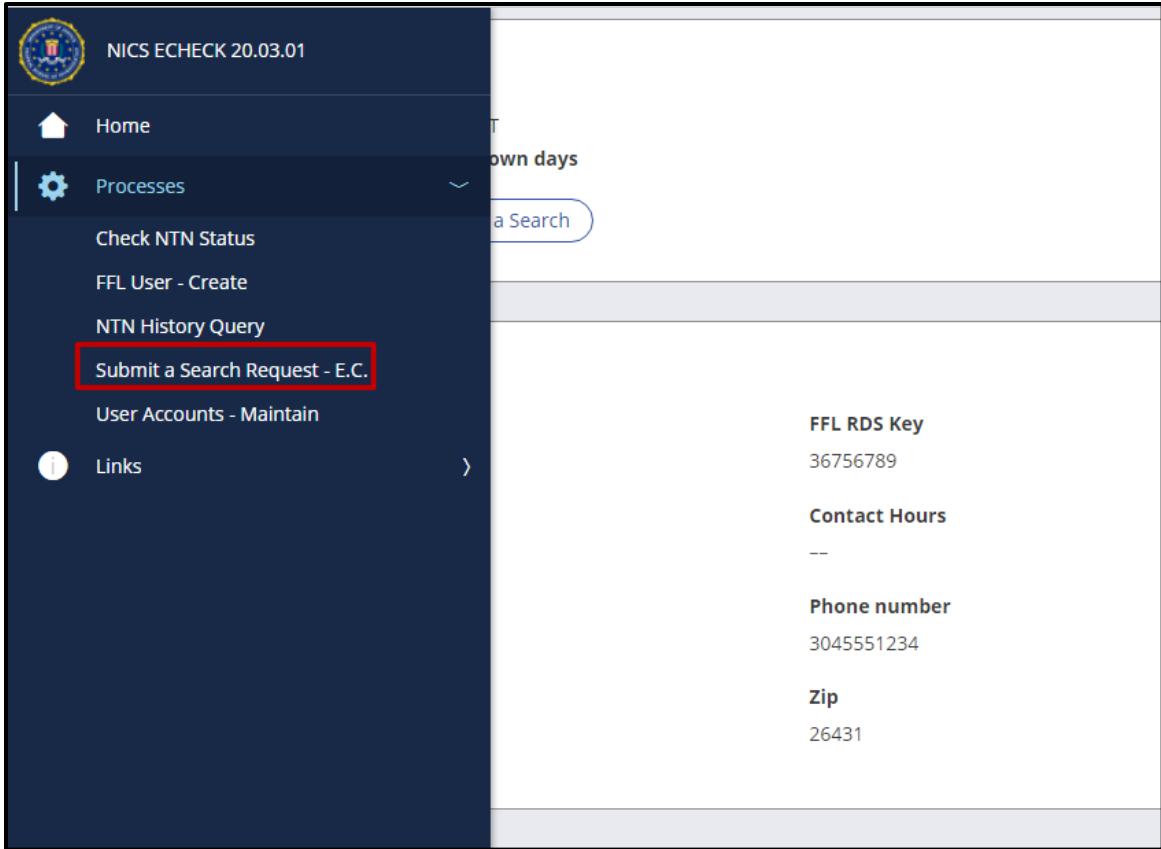 NICS ECHECK 20.03.01
Home
Processes
Check NTN Status
FFL User - Create
NTN History Query
Submit a Search Request - E.C.
User Accounts - Maintain
Links
T
own days
a Search
FFL RDS Key
36756789
Contact Hours
––
Phone number
3045551234
Zip
26431